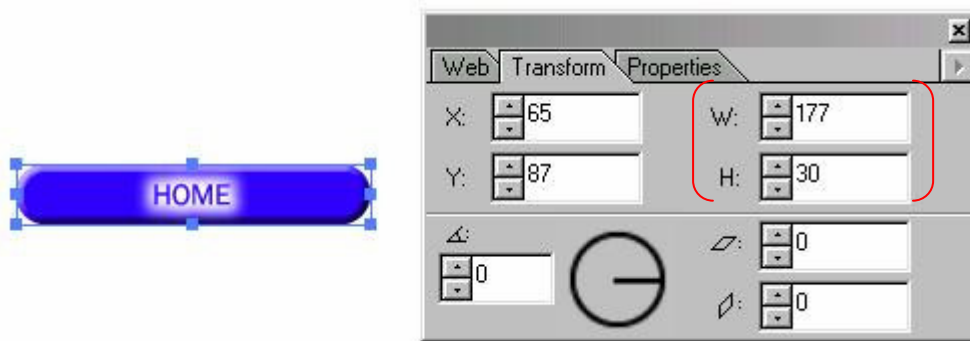 Web Transform Properties
X: 65 W: 177
Y: 87 H: 30
HOME
0 0
0